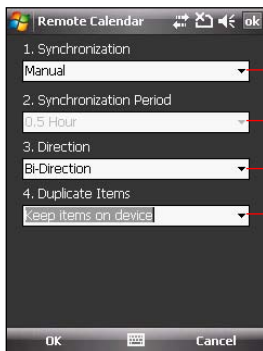 Remote Calendar ok
1. Synchronization
Manual
2. Synchronization Period
0.5 Hour
3. Direction
Bi-Direction
4. Duplicate Items
Keep items on device
OK Cancel